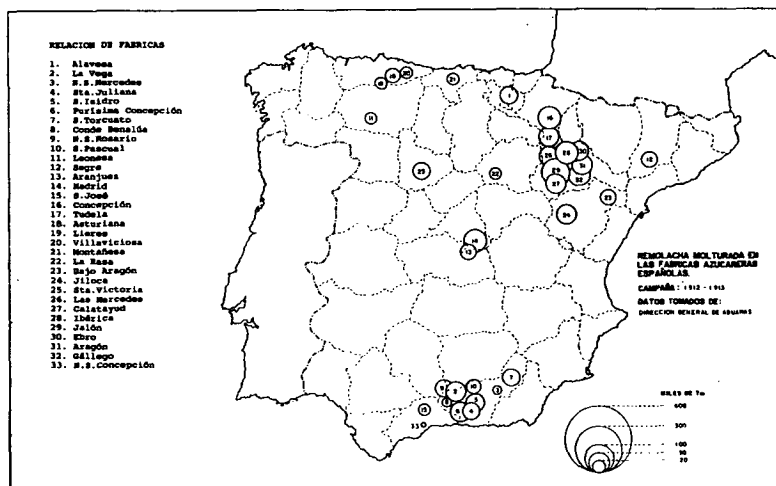 RELACION DE FABRICAS
1. Alavesa
2. La Vega
3. N.S.Mercedes
4. Sta.Juliana
5. S.Isidro
6. Purísima Concepción
7. S.Torcuato
8. Conde Benalúa
9. N.S.Rosario
10. S.Pascual
11. Leonesa
12. Segre
13. Aranjuez
14. Madrid
15. S.José
16. Concepción
17. Tudela
18. Asturiana
19. Lieres
20. Villaviciosa
21. Montañesa
22. La Rasa
23. Bajo Aragón
24. Jiloca
25. Sta.Victoria
26. Las Mercedes
27. Calatayud
28. Ibérica
29. Jalón
30. Ebro
31. Aragón
32. Gállego
33. N.S.Concepción
REMOLACHA MOLTURADA EN
LAS FABRICAS AZUCARERAS
ESPAÑOLAS.
CAMPAÑA: 1912 - 1913
DATOS TOMADOS DE:
DIRECCION GENERAL DE ADUANAS
MILES DE Tm
600
300
100
50
20